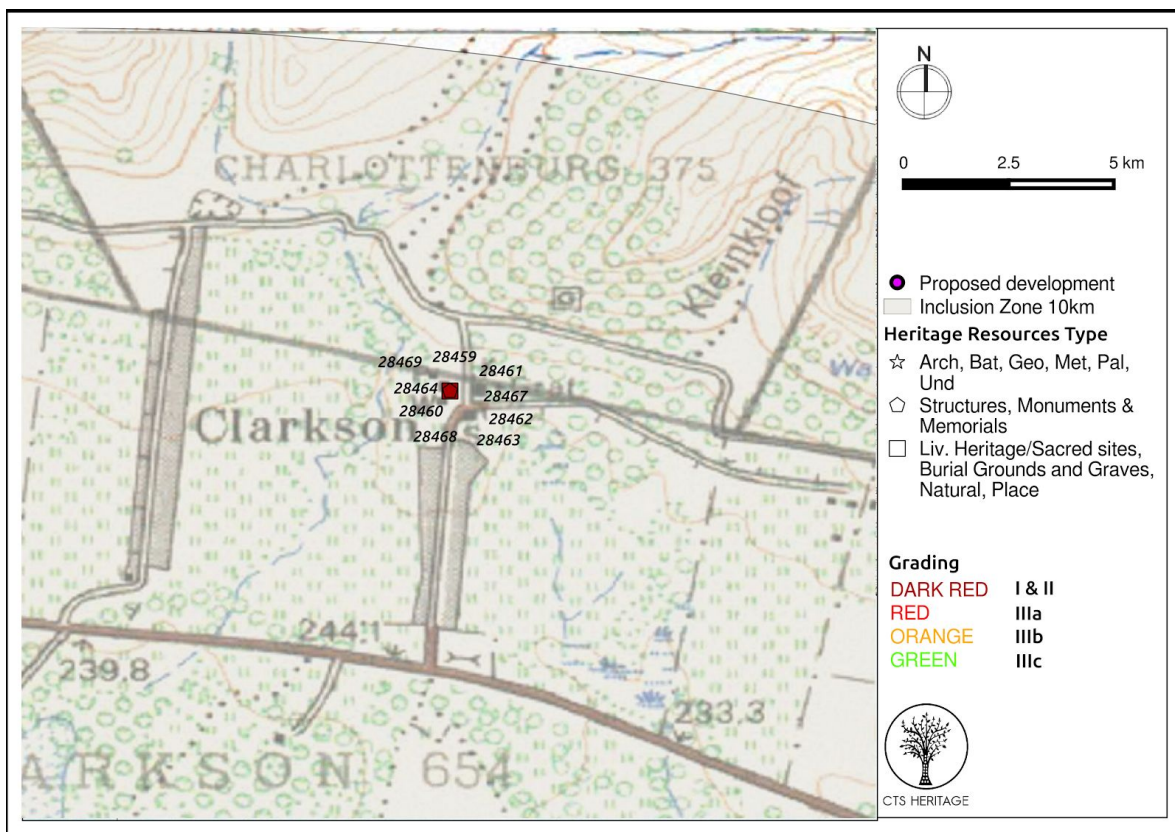 CHARLOTTENBURG 375
Kleinkloof
28469
28459
28461
28464
28467
28460
28462
Clarkson
28468
28463
244.1
239.8
233.3
ARKSON 654
N
0 2.5 5 km
Proposed development
Inclusion Zone 10km
Heritage Resources Type
Arch, Bat, Geo, Met, Pal,
Und
Structures, Monuments &
Memorials
Liv. Heritage/Sacred sites,
Burial Grounds and Graves,
Natural, Place
Grading
DARK RED I & II
RED IIIa
ORANGE IIIb
GREEN IIIc
CTS HERITAGE